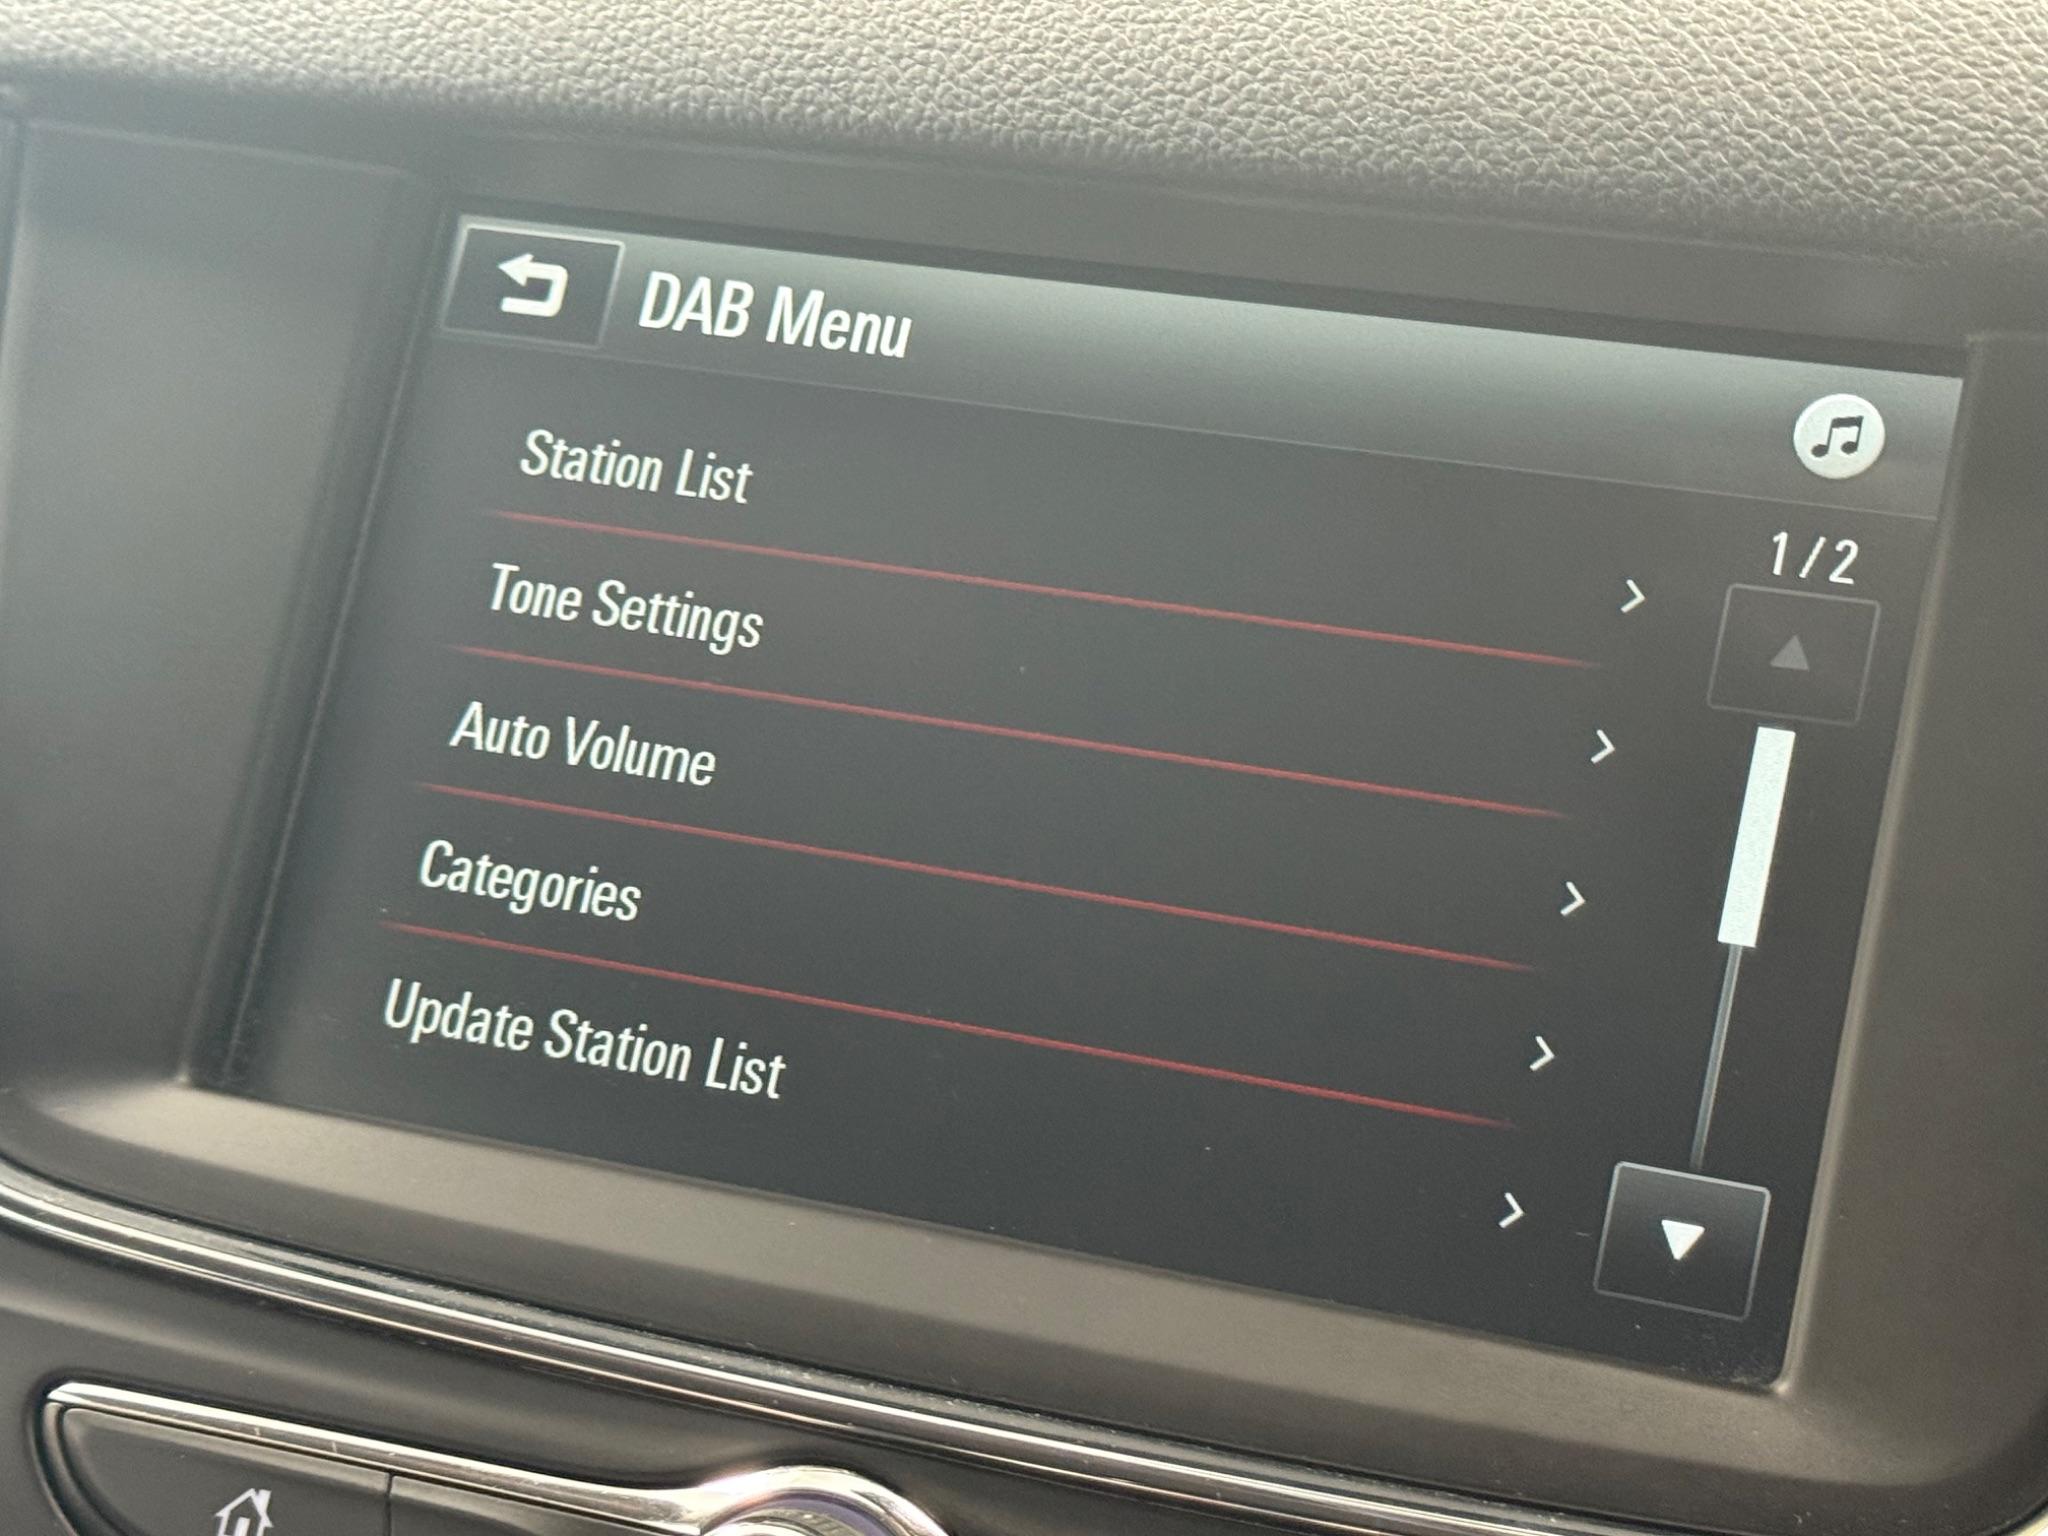 DAB Menu
Station List
1/2
Tone Settings
Auto Volume
Categories
Update Station List